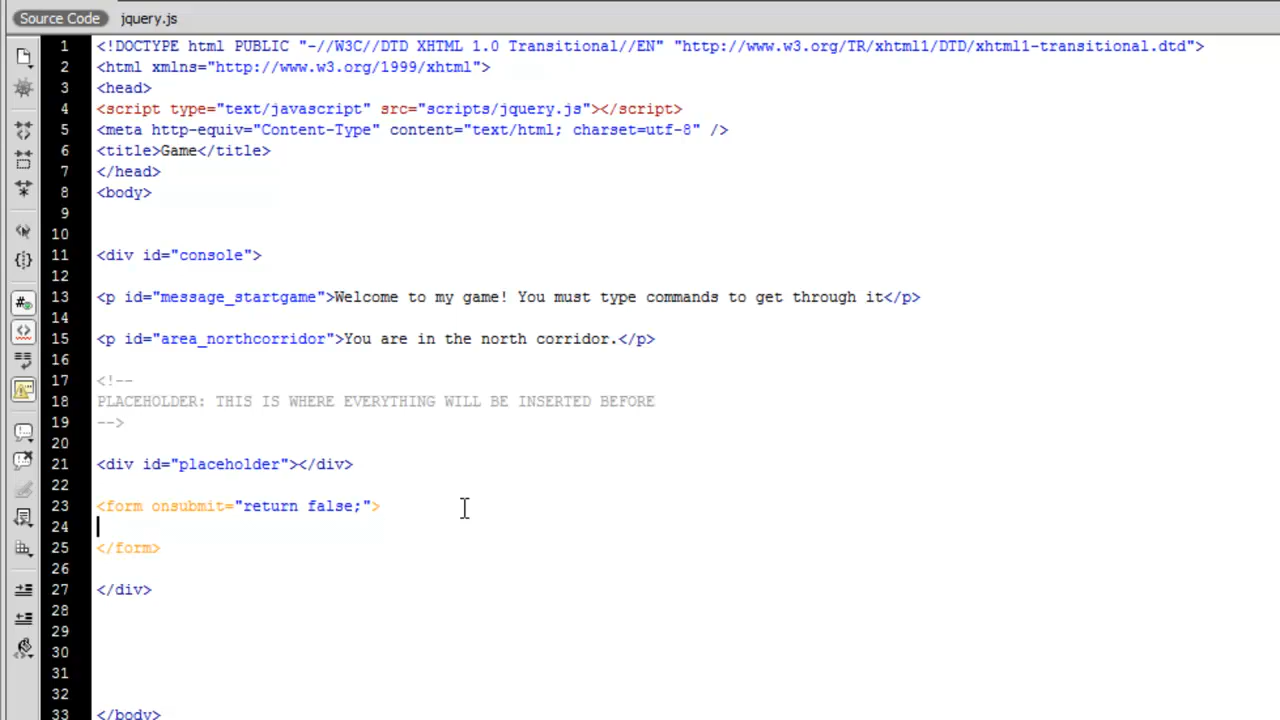 Source Code jquery.js
1 <!DOCTYPE html PUBLIC "-//W3C//DTD XHTML 1.0 Transitional//EN" "http://www.w3.org/TR/xhtml1/DTD/xhtml1-transitional.dtd">
2 <html xmlns="http://www.w3.org/1999/xhtml">
3 <head>
4 <script type="text/javascript" src="scripts/jquery.js"></script>
5 <meta http-equiv="Content-Type" content="text/html; charset=utf-8" />
6 <title>Game</title>
7 </head>
8 <body>
9
10
11 <div id="console">
12
13 <p id="message_startgame">Welcome to my game! You must type commands to get through it</p>
14
15 <p id="area_northcorridor">You are in the north corridor.</p>
16
17 <!--
18 PLACEHOLDER: THIS IS WHERE EVERYTHING WILL BE INSERTED BEFORE
19 -->
20
21 <div id="placeholder"></div>
22
23 <form onsubmit="return false;">
24
25 </form>
26
27 </div>
28
29
30
31
32
33 </body>